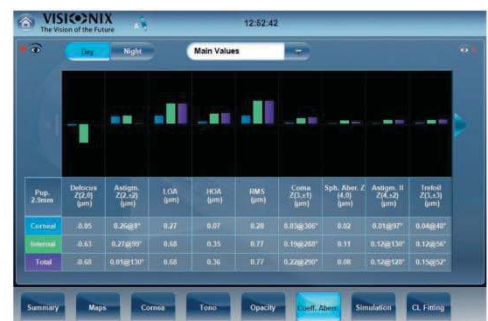 VISIONIX
The Vision of the Future
12:52:42
Day Night Main Values
Pup. 2.9mm Defocus Z(2,0) (µm) Astigm. Z(2,±2) (µm) LOA (µm) HOA (µm) RMS (µm) Coma Z(3,±1) (µm) Sph. Aber. Z (4,0) (µm) Astigm. II Z(4,±2) (µm) Trefoil Z(3,±3) (µm)
Corneal -0.05 0.26@8° 0.27 0.07 0.28 0.03@306° 0.02 0.01@97° 0.04@40°
Internal -0.63 0.27@99° 0.68 0.35 0.77 0.19@288° 0.11 0.12@130° 0.12@56°
Total -0.68 0.01@130° 0.68 0.36 0.77 0.22@290° 0.08 0.12@128° 0.15@52°
Summary Maps Cornea Tono Opacity Coeff. Aberr. Simulation CL Fitting